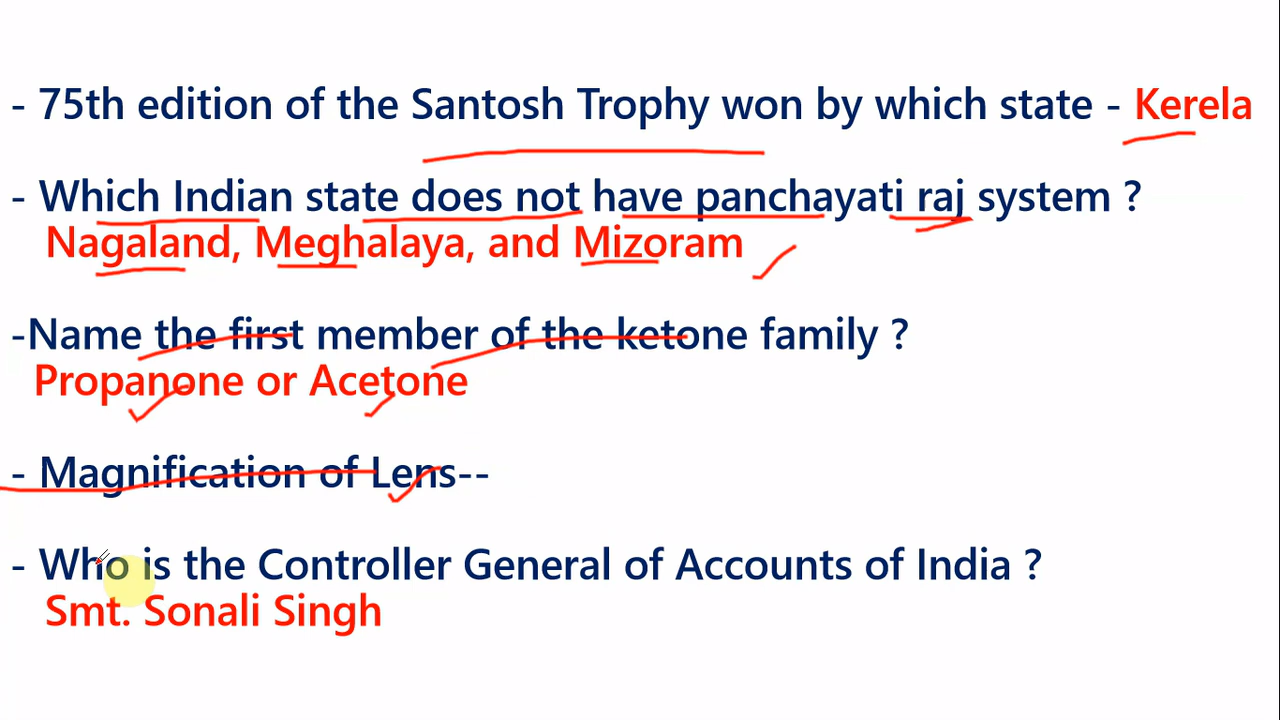 - 75th edition of the Santosh Trophy won by which state - Kerela
- Which Indian state does not have panchayati raj system ?
Nagaland, Meghalaya, and Mizoram
-Name the first member of the ketone family ?
Propanone or Acetone
- Magnification of Lens--
- Who is the Controller General of Accounts of India ?
Smt. Sonali Singh